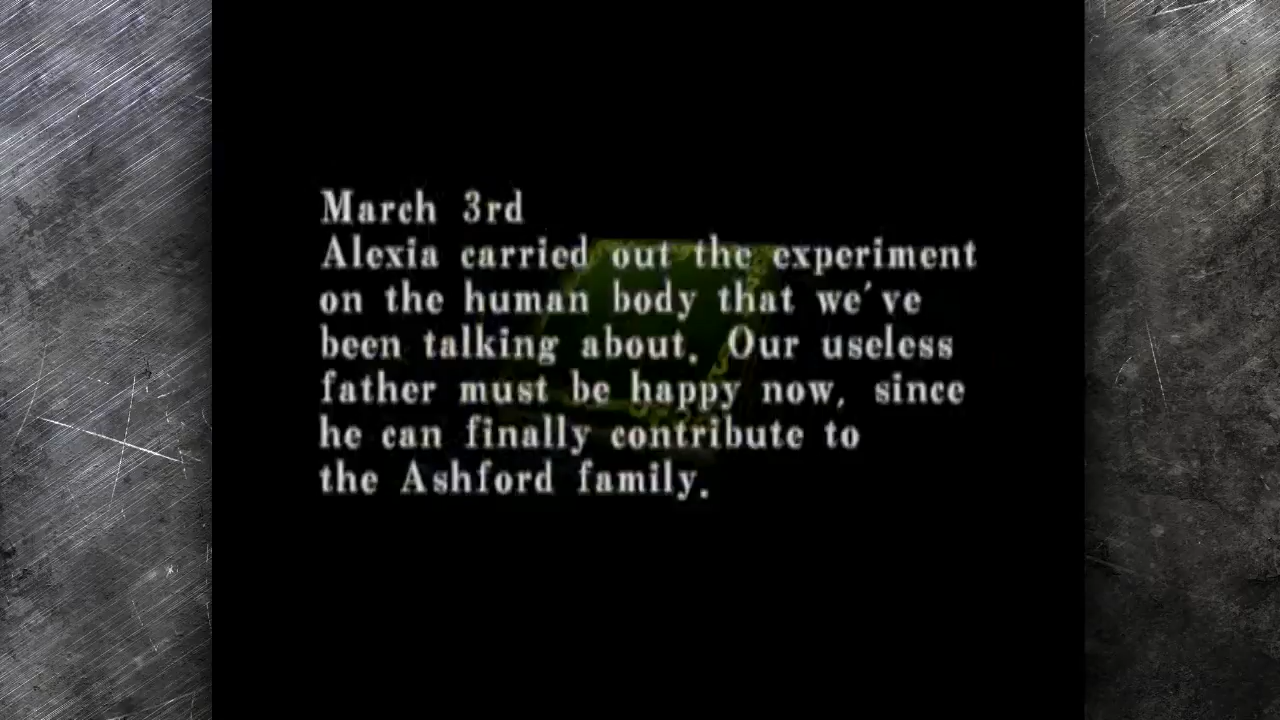 March 3rd
Alexia carried out the experiment
on the human body that we've
been talking about. Our useless
father must be happy now, since
he can finally contribute to
the Ashford family.